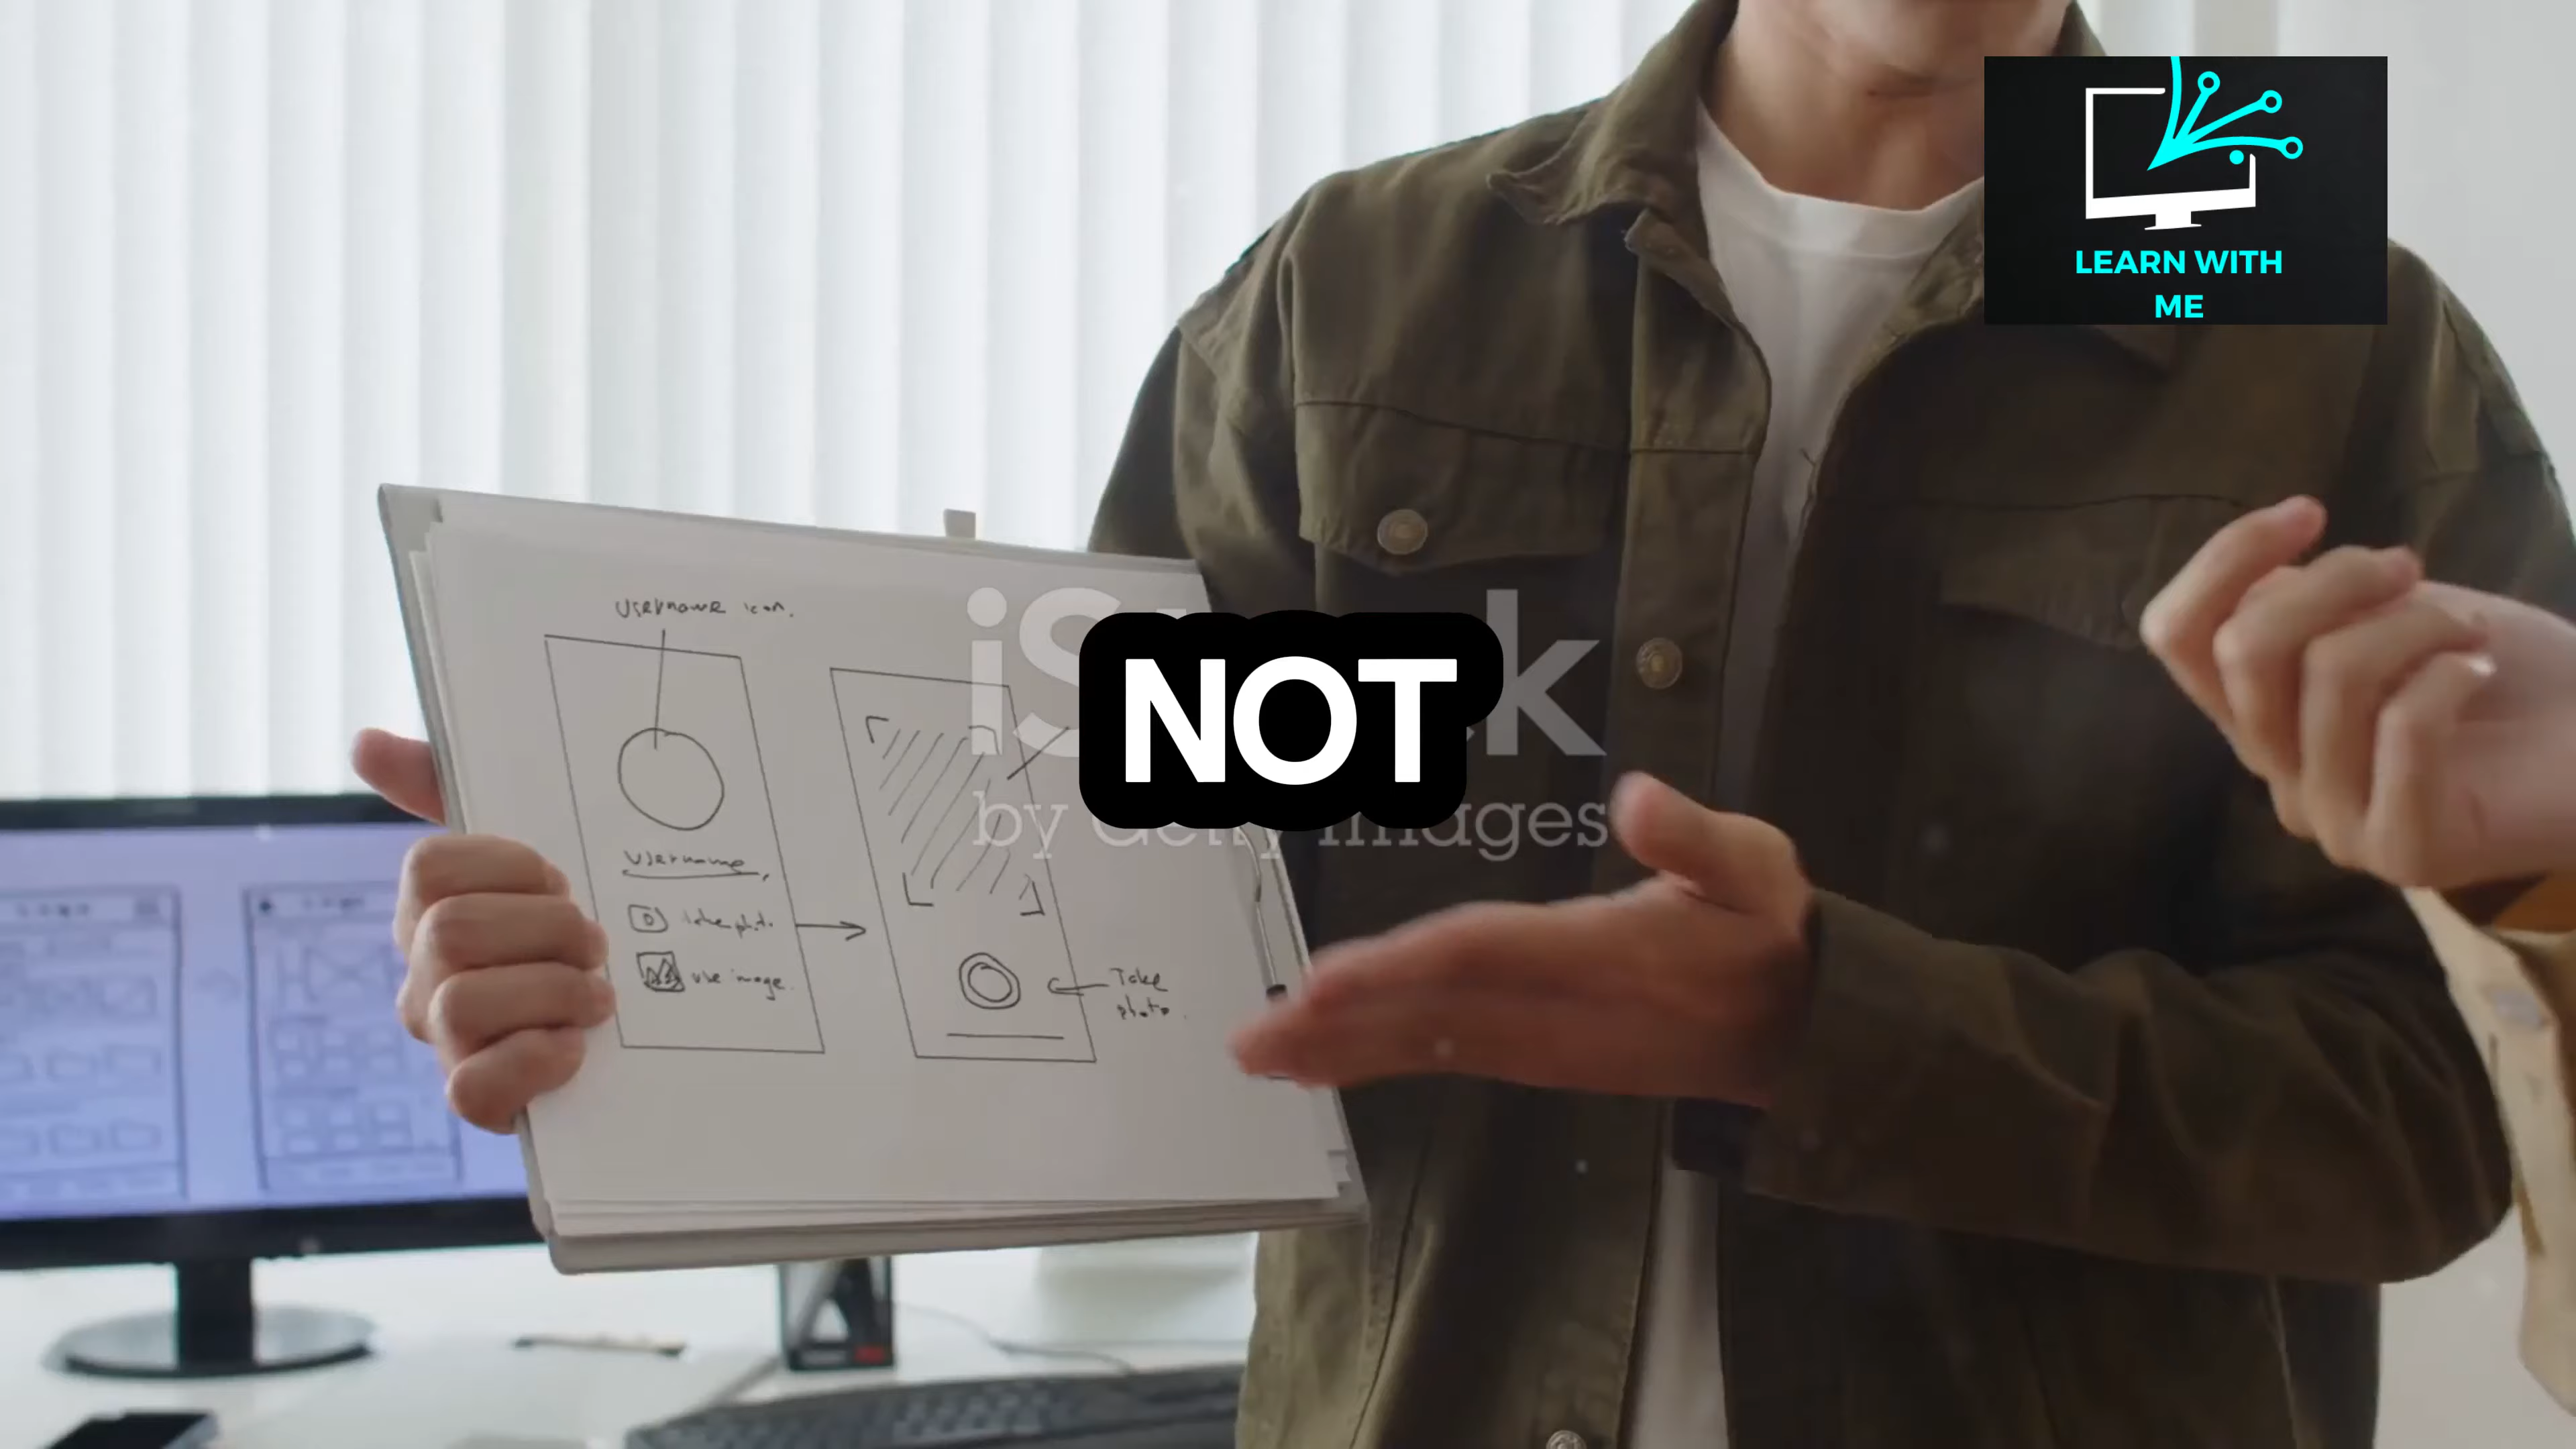 LEARN WITH
ME
Username icon.
iStock
NOT
by Getty Images
Username
take photo
use image.
Take
photo.